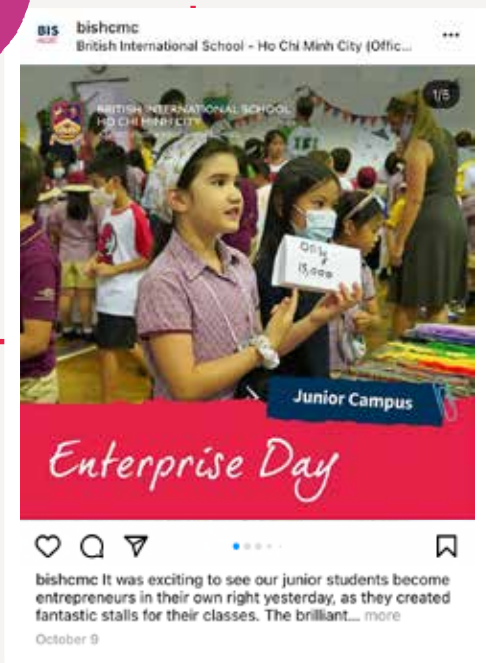 BIS
bishcmc
British International School - Ho Chi Minh City (Offic...
1/5
BRITISH INTERNATIONAL SCHOOL
HO CHI MINH CITY
only
15,000
Junior Campus
Enterprise Day
bishcmc It was exciting to see our junior students become
entrepreneurs in their own right yesterday, as they created
fantastic stalls for their classes. The brilliant... more
October 9